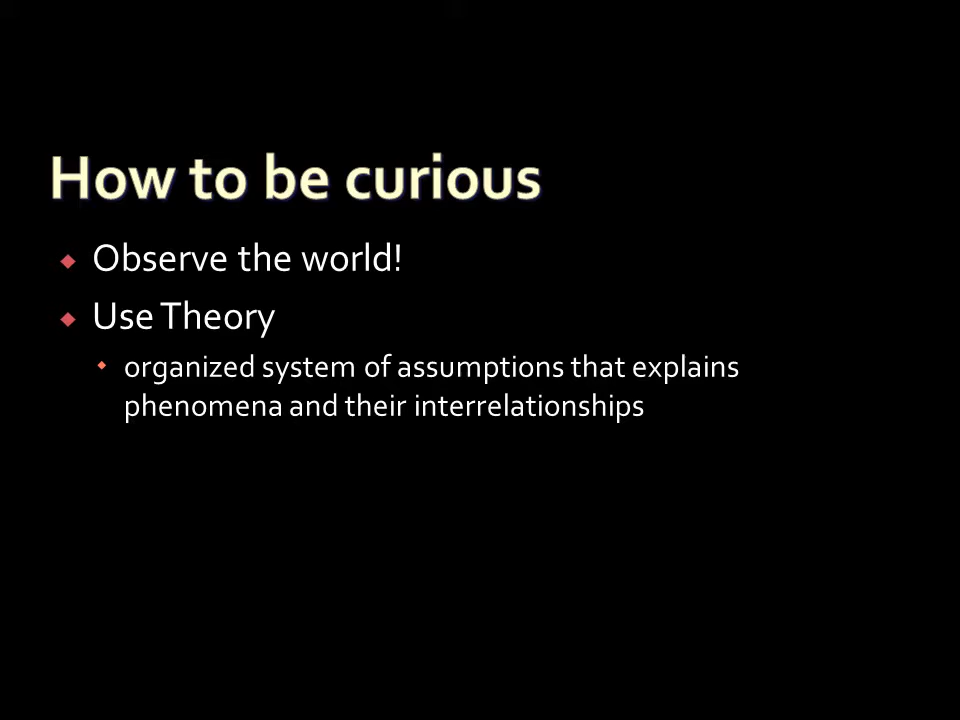 How to be curious
Observe the world!
Use Theory
organized system of assumptions that explains
phenomena and their interrelationships